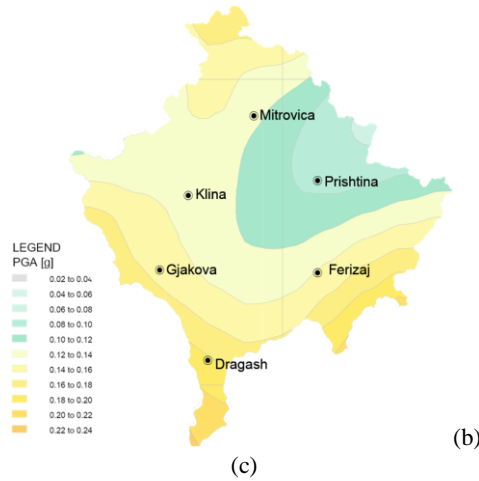 Mitrovica
Prishtina
Klina
Gjakova
Ferizaj
Dragash
LEGEND
PGA [g]
0.02 to 0.04
0.04 to 0.06
0.06 to 0.08
0.08 to 0.10
0.10 to 0.12
0.12 to 0.14
0.14 to 0.16
0.16 to 0.18
0.18 to 0.20
0.20 to 0.22
0.22 to 0.24
(b)
(c)